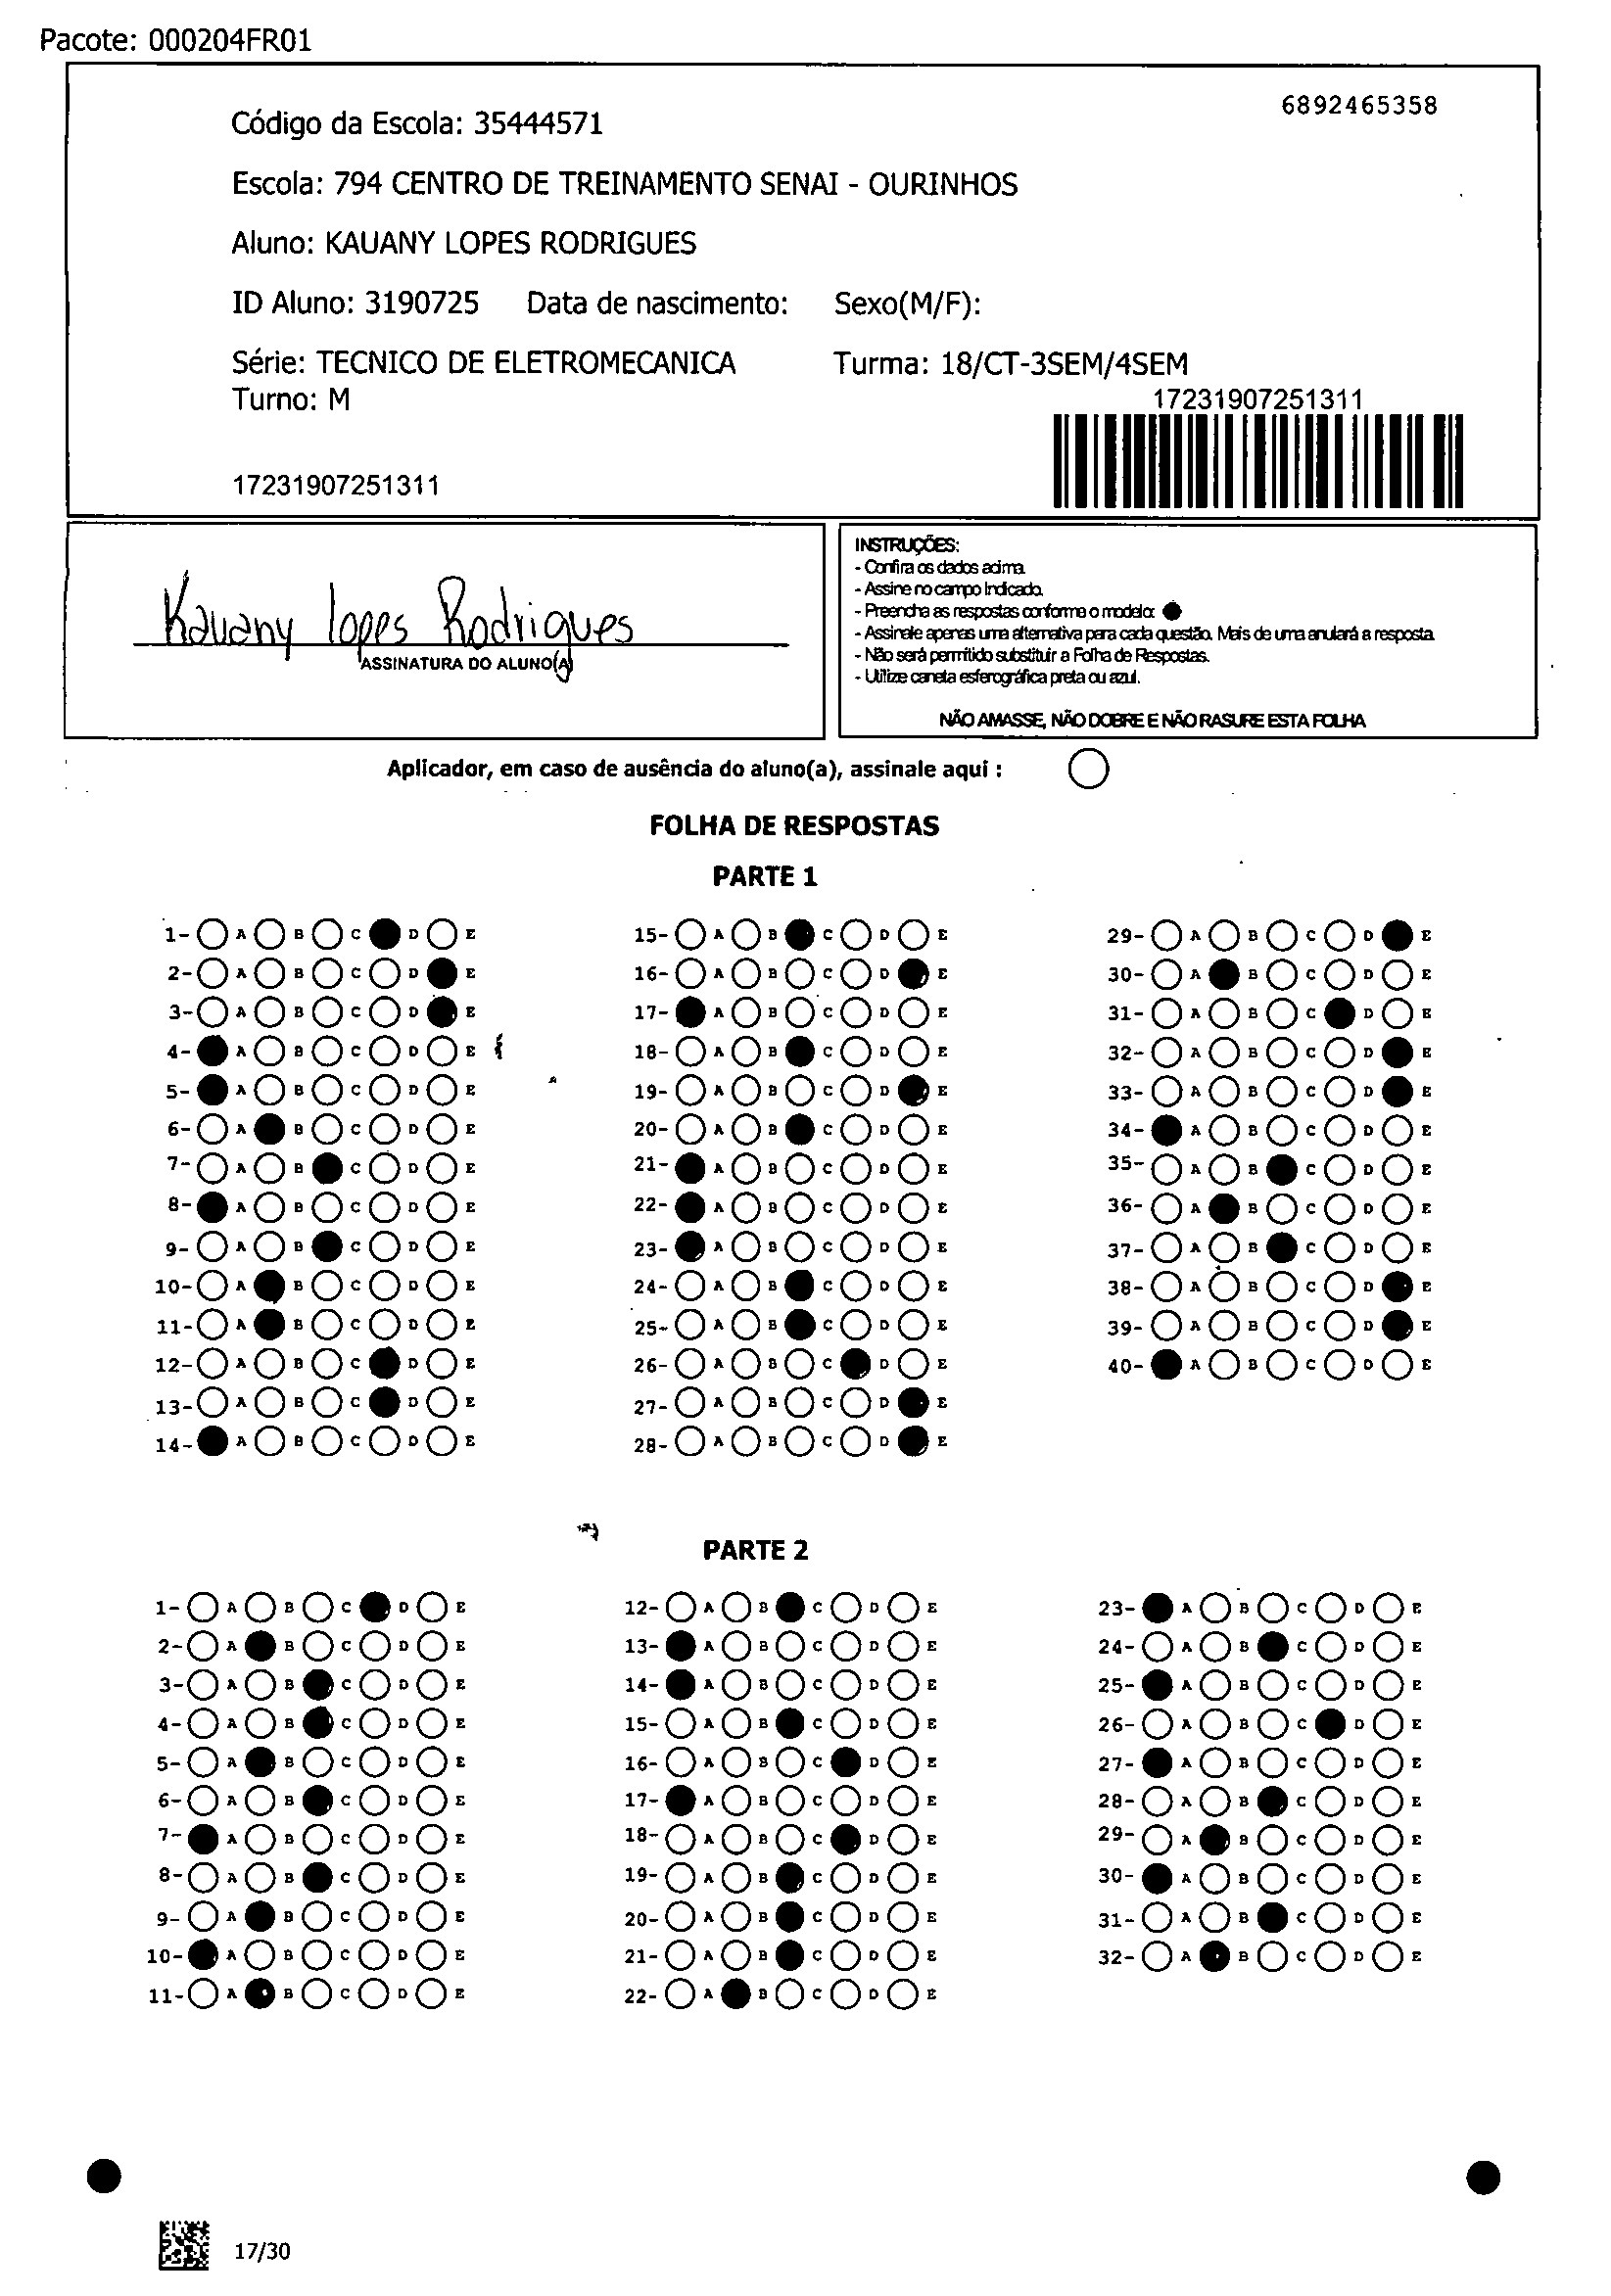 Pacote: 000204FR01
6892465358
Código da Escola: 35444571
Escola: 794 CENTRO DE TREINAMENTO SENAI - OURINHOS
Aluno: KAUANY LOPES RODRIGUES
ID Aluno: 3190725 Data de nascimento: Sexo(M/F):
Série: TECNICO DE ELETROMECANICA Turma: 18/CT-3SEM/4SEM
Turno: M
17231907251311
17231907251311
Kauany lopes Rodrigues
ASSINATURA DO ALUNO(A)
INSTRUÇÕES:
- Confira os dados acima.
- Assine no campo Indicado.
- Preencha as respostas conforme o modelo:
- Assinale apenas uma alternativa para cada questão. Mais de uma anulará a resposta.
- Não será permitido substituir a Folha de Respostas.
- Utilize caneta esferográfica preta ou azul.
NÃO AMASSE, NÃO DOBRE E NÃO RASURE ESTA FOLHA
Aplicador, em caso de ausência do aluno(a), assinale aqui :
FOLHA DE RESPOSTAS
PARTE 1
1- A B C D E 15- A B C D E 29- A B C D E
2- A B C D E 16- A B C D E 30- A B C D E
3- A B C D E 17- A B C D E 31- A B C D E
4- A B C D E 18- A B C D E 32- A B C D E
5- A B C D E 19- A B C D E 33- A B C D E
6- A B C D E 20- A B C D E 34- A B C D E
7- A B C D E 21- A B C D E 35- A B C D E
8- A B C D E 22- A B C D E 36- A B C D E
9- A B C D E 23- A B C D E 37- A B C D E
10- A B C D E 24- A B C D E 38- A B C D E
11- A B C D E 25- A B C D E 39- A B C D E
12- A B C D E 26- A B C D E 40- A B C D E
13- A B C D E 27- A B C D E
14- A B C D E 28- A B C D E
PARTE 2
1- A B C D E 12- A B C D E 23- A B C D E
2- A B C D E 13- A B C D E 24- A B C D E
3- A B C D E 14- A B C D E 25- A B C D E
4- A B C D E 15- A B C D E 26- A B C D E
5- A B C D E 16- A B C D E 27- A B C D E
6- A B C D E 17- A B C D E 28- A B C D E
7- A B C D E 18- A B C D E 29- A B C D E
8- A B C D E 19- A B C D E 30- A B C D E
9- A B C D E 20- A B C D E 31- A B C D E
10- A B C D E 21- A B C D E 32- A B C D E
11- A B C D E 22- A B C D E
17/30